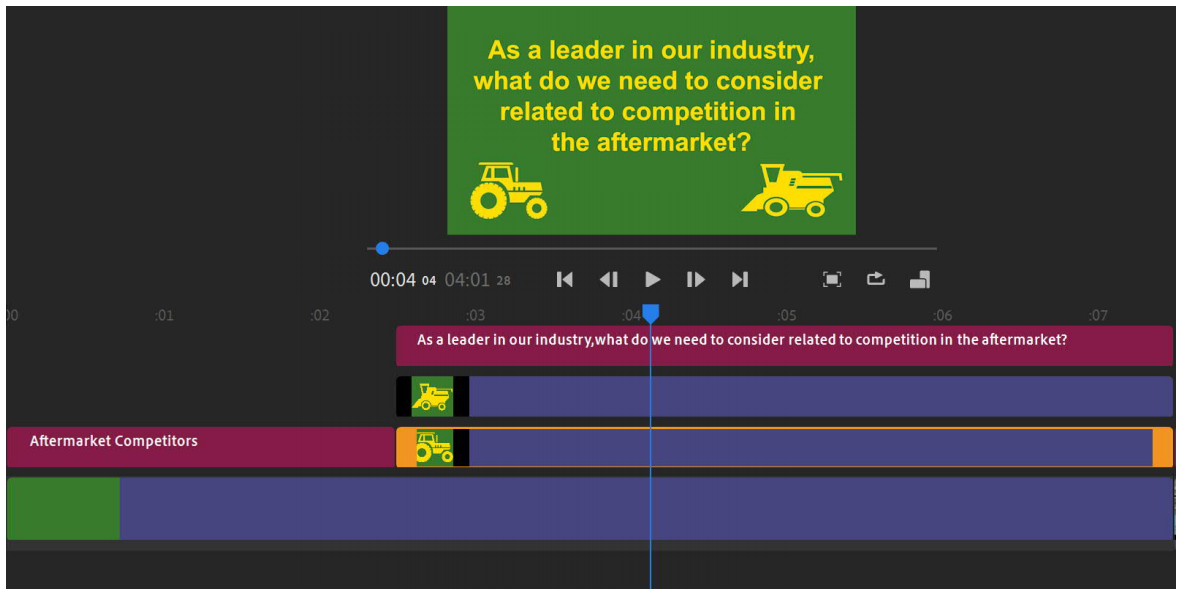 As a leader in our industry,
what do we need to consider
related to competition in
the aftermarket?
00:04 04 04:01 28
00 :01 :02 :03 :04 :05 :06 :07
As a leader in our industry,what do we need to consider related to competition in the aftermarket?
Aftermarket Competitors